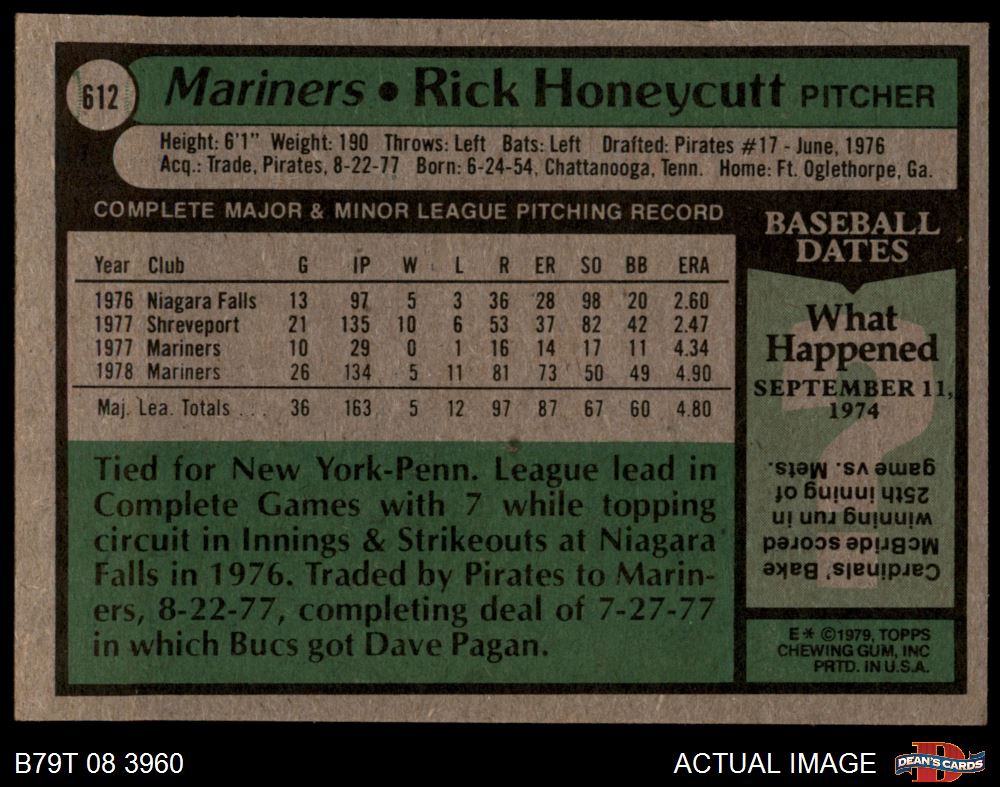 612
Mariners • Rick Honeycutt PITCHER
Height: 6'1" Weight: 190 Throws: Left Bats: Left Drafted: Pirates #17 - June, 1976
Acq.: Trade, Pirates, 8-22-77 Born: 6-24-54, Chattanooga, Tenn. Home: Ft. Oglethorpe, Ga.
COMPLETE MAJOR & MINOR LEAGUE PITCHING RECORD
Year Club G IP W L R ER SO BB ERA
1976 Niagara Falls 13 97 5 3 36 28 98 20 2.60
1977 Shreveport 21 135 10 6 53 37 82 42 2.47
1977 Mariners 10 29 0 1 16 14 17 11 4.34
1978 Mariners 26 134 5 11 81 73 50 49 4.90
Maj. Lea. Totals . . . 36 163 5 12 97 87 67 60 4.80
Tied for New York-Penn. League lead in
Complete Games with 7 while topping
circuit in Innings & Strikeouts at Niagara
Falls in 1976. Traded by Pirates to Marin-
ers, 8-22-77, completing deal of 7-27-77
in which Bucs got Dave Pagan.
BASEBALL
DATES
What
Happened
SEPTEMBER 11,
1974
?
Cardinals' Bake
McBride scored
winning run in
25th inning of
game vs. Mets.
E* ©1979, TOPPS
CHEWING GUM, INC
PRTD. IN U.S.A.
B79T 08 3960
ACTUAL IMAGE
D
DEAN'S CARDS